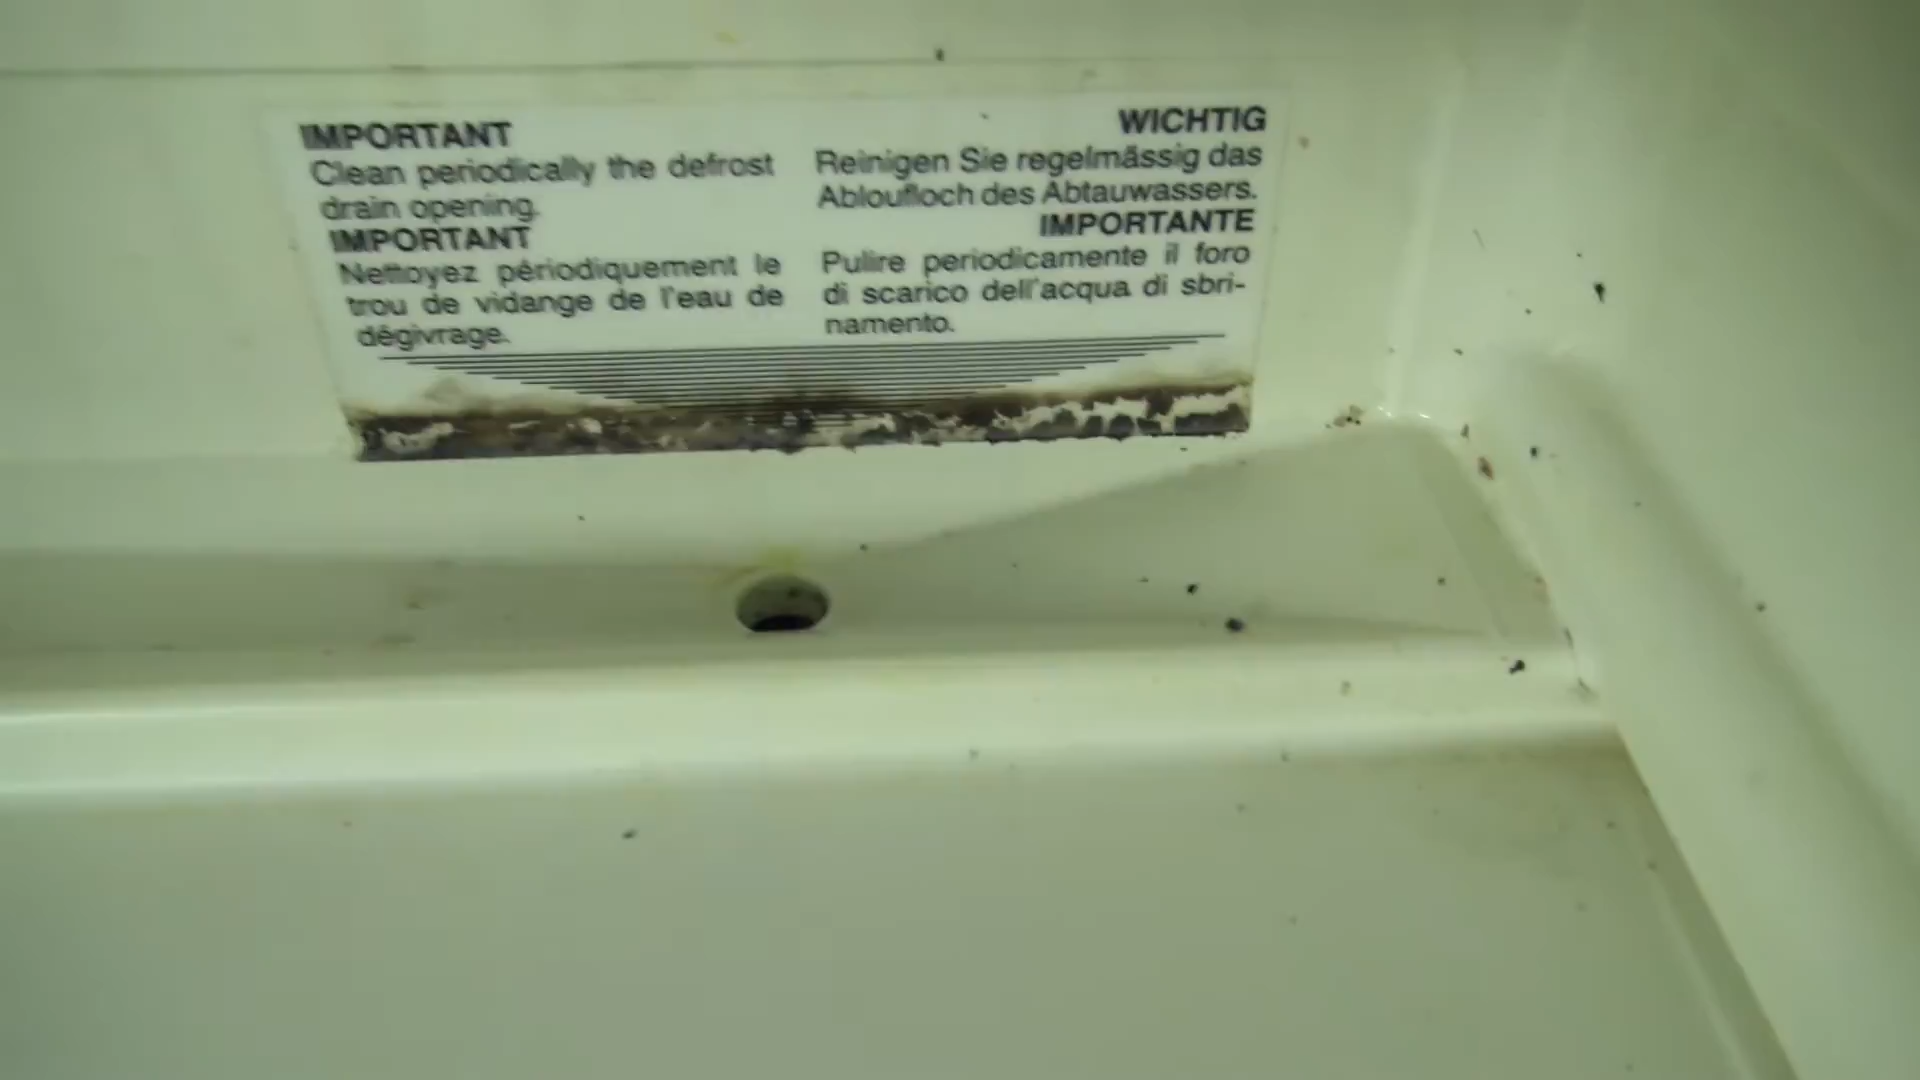 IMPORTANT
Clean periodically the defrost
drain opening.
IMPORTANT
Nettoyez périodiquement le
trou de vidange de l'eau de
dégivrage.
WICHTIG
Reinigen Sie regelmässig das
Abloufloch des Abtauwassers.
IMPORTANTE
Pulire periodicamente il foro
di scarico dell'acqua di sbri-
namento.